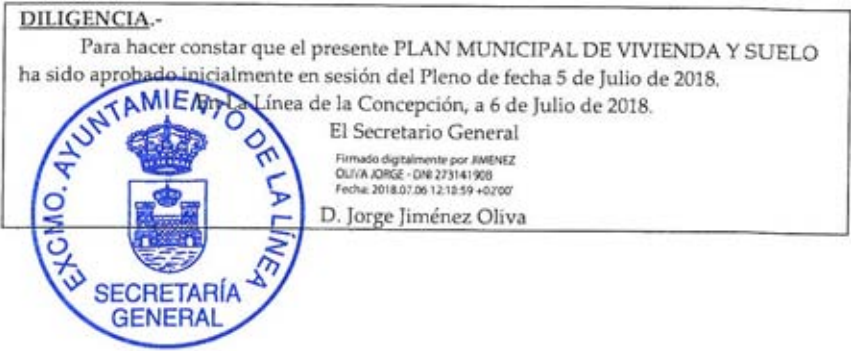 DILIGENCIA.-
Para hacer constar que el presente PLAN MUNICIPAL DE VIVIENDA Y SUELO
ha sido aprobado inicialmente en sesión del Pleno de fecha 5 de Julio de 2018.
En La Línea de la Concepción, a 6 de Julio de 2018.
El Secretario General
Firmado digitalmente por JIMENEZ
OLIVA JORGE - DNI 27314190B
Fecha: 2018.07.06 12:18:59 +02'00'
D. Jorge Jiménez Oliva
EXCMO. AYUNTAMIENTO DE LA LÍNEA
SECRETARÍA
GENERAL